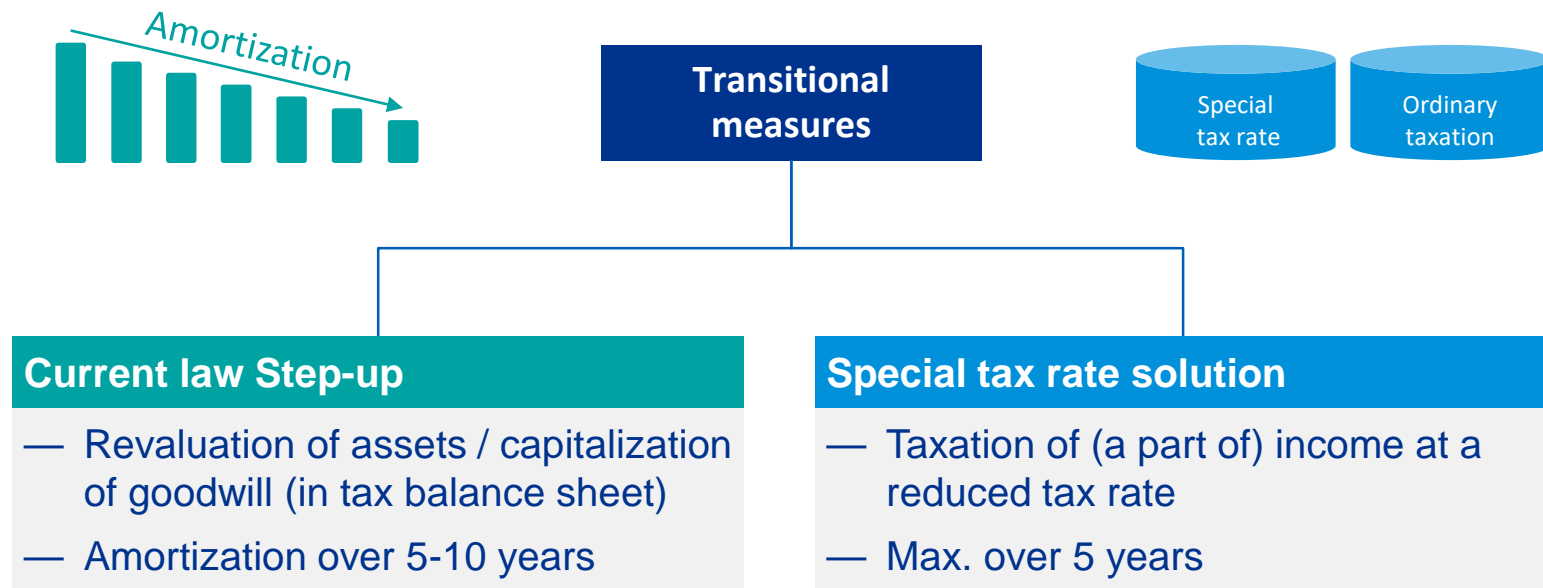 Amortization
Transitional
measures
Special
tax rate
Ordinary
taxation
Current law Step-up
— Revaluation of assets / capitalization
of goodwill (in tax balance sheet)
— Amortization over 5-10 years
Special tax rate solution
— Taxation of (a part of) income at a
reduced tax rate
— Max. over 5 years